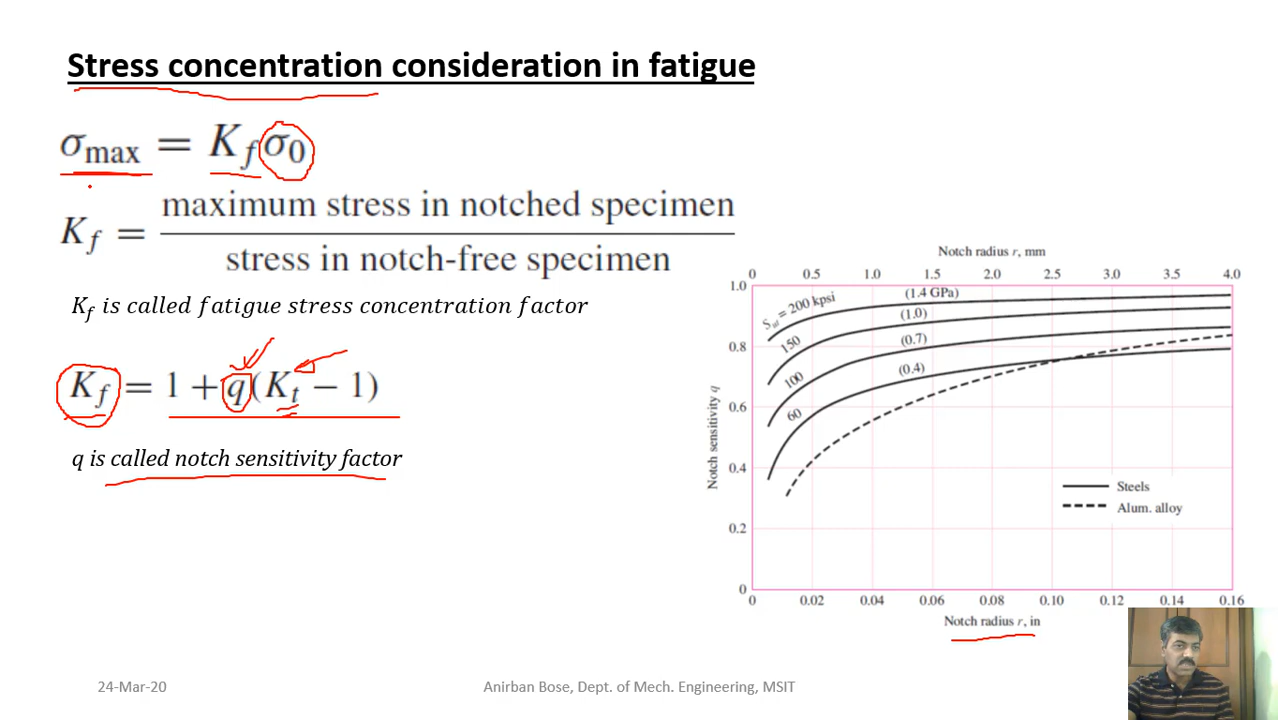 Stress concentration consideration in fatigue
σmax = Kfσ0
Kf = maximum stress in notched specimen / stress in notch-free specimen
Kf is called fatigue stress concentration factor
Kf = 1 + q(Kt − 1)
q is called notch sensitivity factor
Notch radius r, mm
0 0.5 1.0 1.5 2.0 2.5 3.0 3.5 4.0
1.0
0.8
0.6
0.4
0.2
0
Notch sensitivity q
Sut = 200 kpsi
(1.4 GPa)
150
(1.0)
100
(0.7)
60
(0.4)
Steels
Alum. alloy
0 0.02 0.04 0.06 0.08 0.10 0.12 0.14 0.16
Notch radius r, in
24-Mar-20
Anirban Bose, Dept. of Mech. Engineering, MSIT